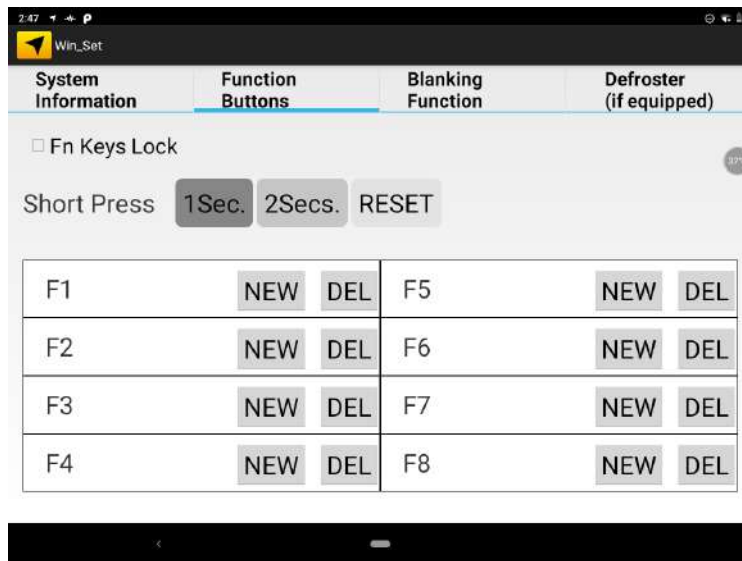 2:47
Win_Set
System Information
Function Buttons
Blanking Function
Defroster (if equipped)
Fn Keys Lock
37°
Short Press 1Sec. 2Secs. RESET
F1 NEW DEL F5 NEW DEL
F2 NEW DEL F6 NEW DEL
F3 NEW DEL F7 NEW DEL
F4 NEW DEL F8 NEW DEL